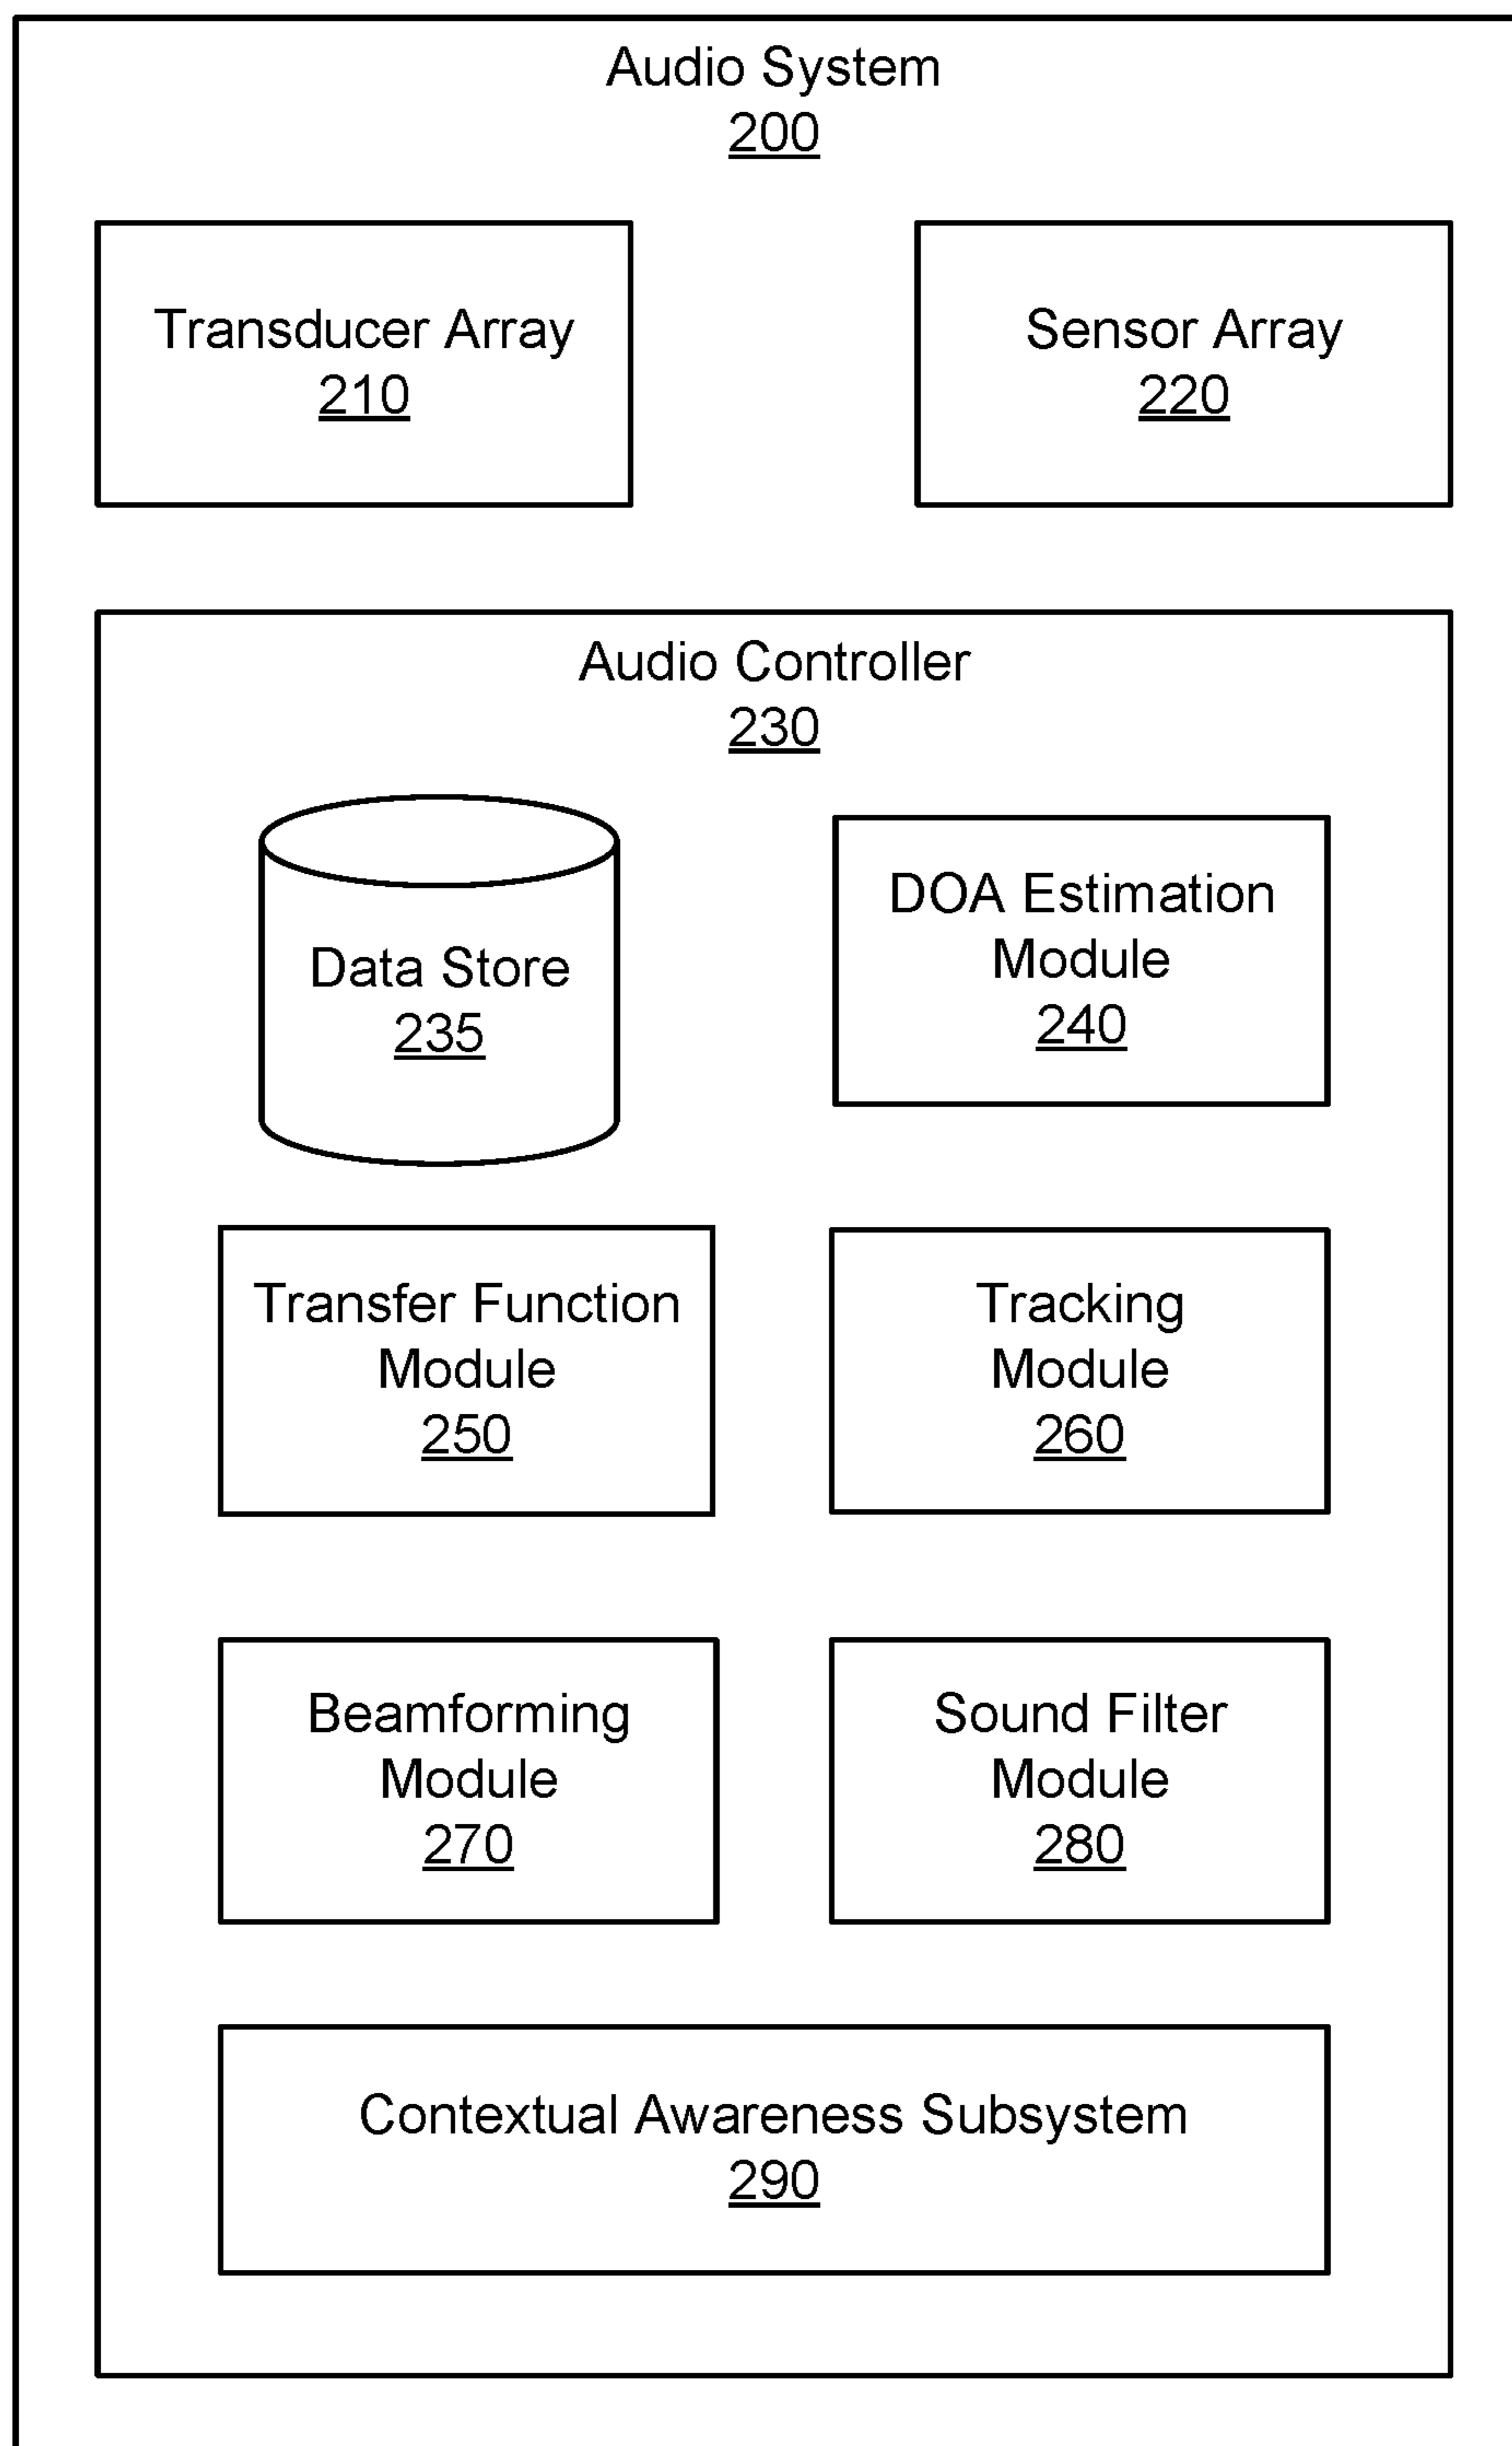 Audio System
200
Transducer Array
210
Sensor Array
220
Audio Controller
230
Data Store
235
DOA Estimation
Module
240
Transfer Function
Module
250
Tracking
Module
260
Beamforming
Module
270
Sound Filter
Module
280
Contextual Awareness Subsystem
290